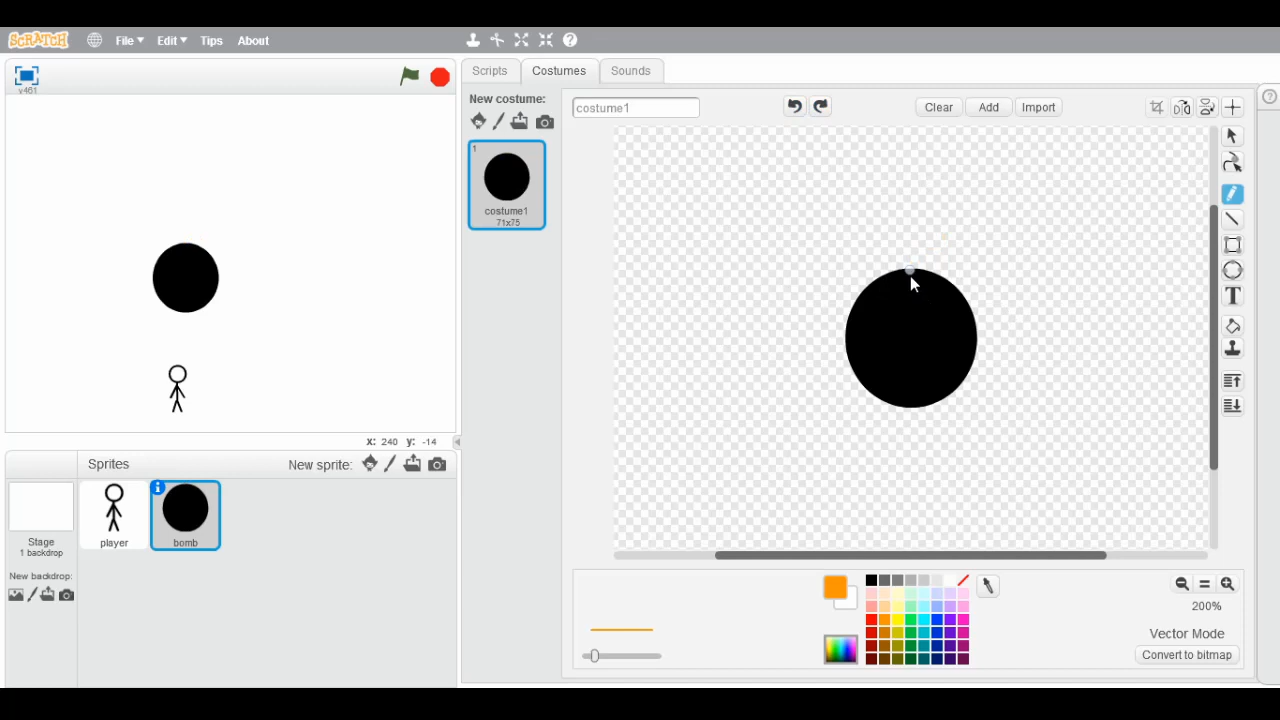 SCRATCH File Edit Tips About
v461
Scripts Costumes Sounds
New costume:
costume1
Clear Add Import
1
costume1
71x75
x: 240 y: -14
Sprites New sprite:
Stage
1 backdrop
player
bomb
New backdrop:
200%
Vector Mode
Convert to bitmap